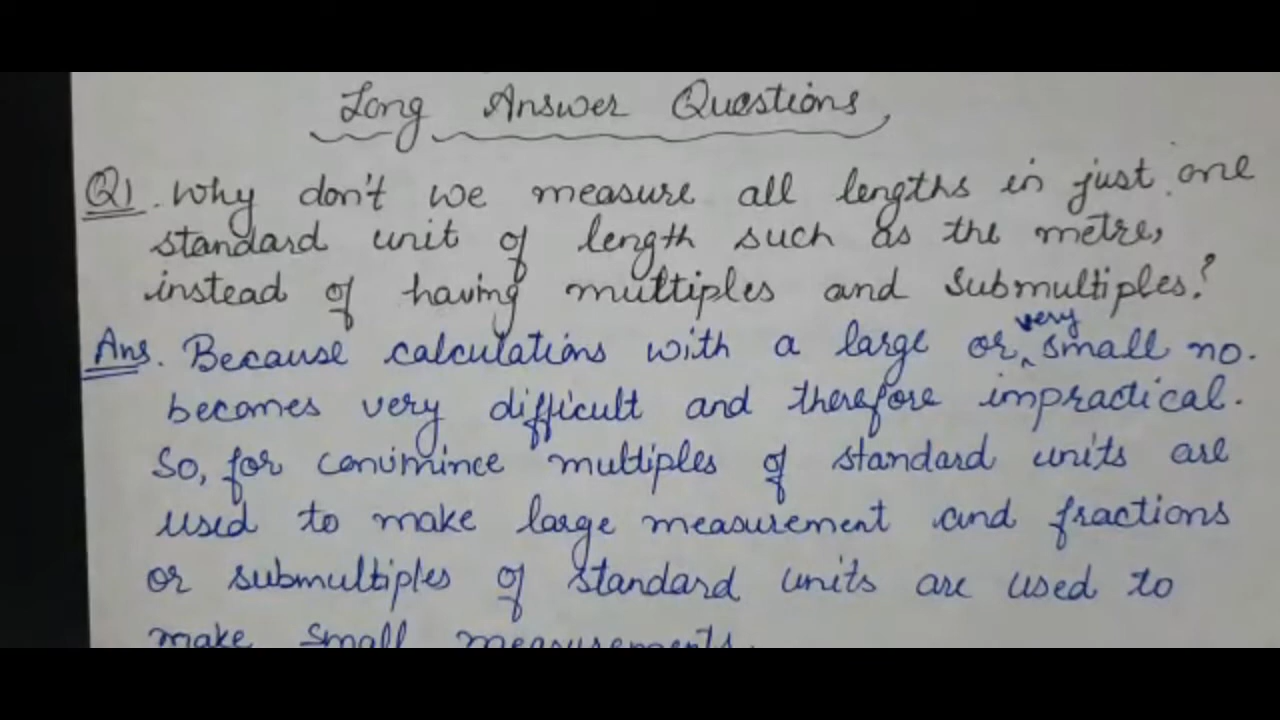 Long Answer Questions
Q1. Why don't we measure all lengths in just one
standard unit of length such as the metre,
instead of having multiples and submultiples?
Ans. Because calculations with a large or very small no.
becomes very difficult and therefore impractical.
So, for convinince multiples of standard units are
used to make large measurement and fractions
or submultiples of standard units are used to
make small measurements.